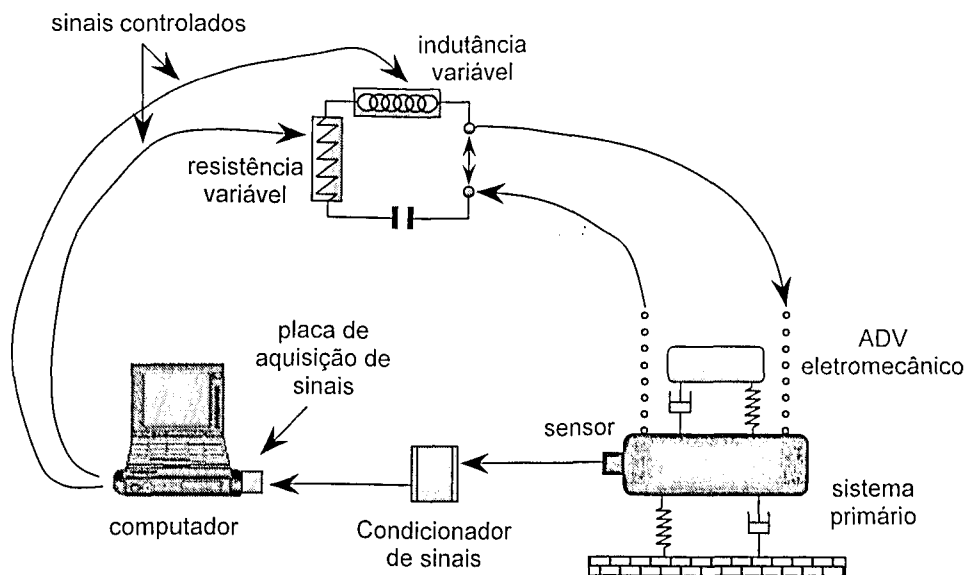 sinais controlados
indutância
variável
resistência
variável
placa de
aquisição de
sinais
ADV
eletromecânico
sensor
sistema
primário
computador
Condicionador
de sinais